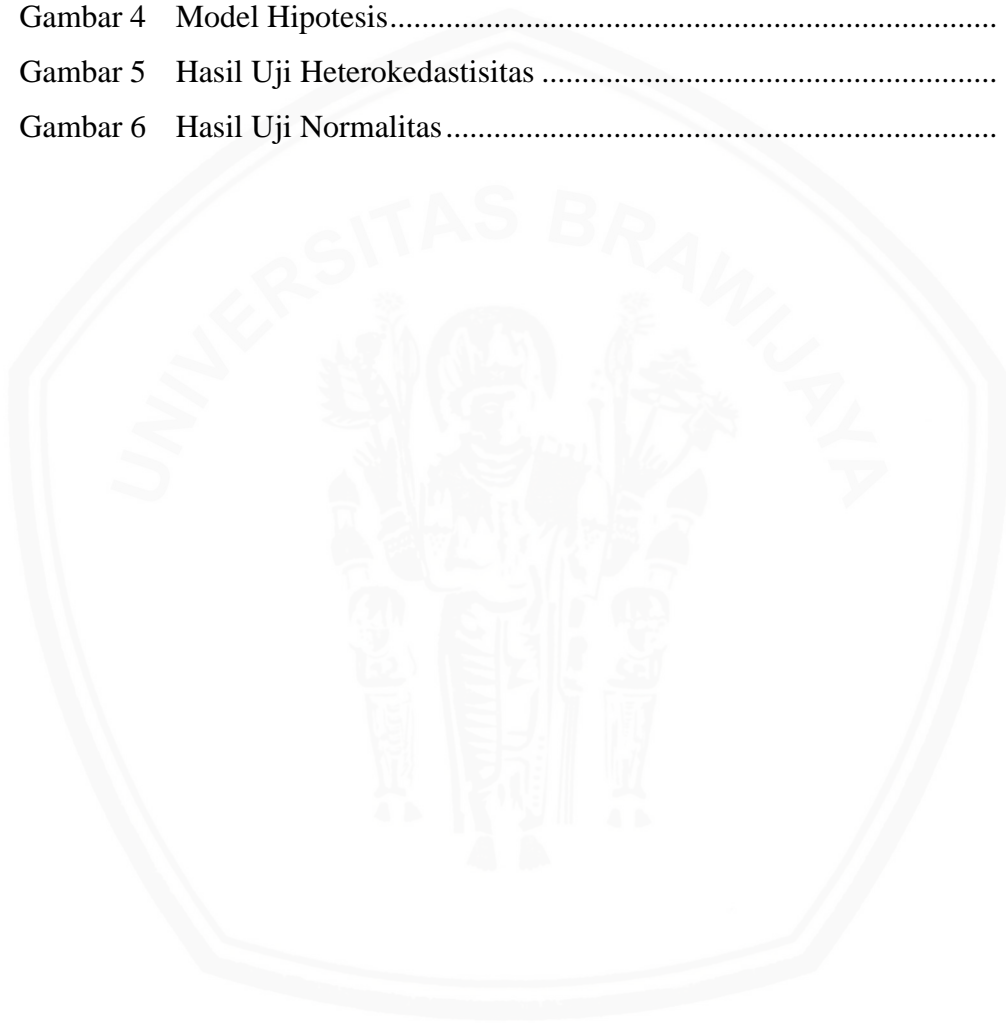 Gambar 4 Model Hipotesis..........................................................................
Gambar 5 Hasil Uji Heterokedastisitas ........................................................
Gambar 6 Hasil Uji Normalitas....................................................................
UNIVERSITAS BRAWIJAYA